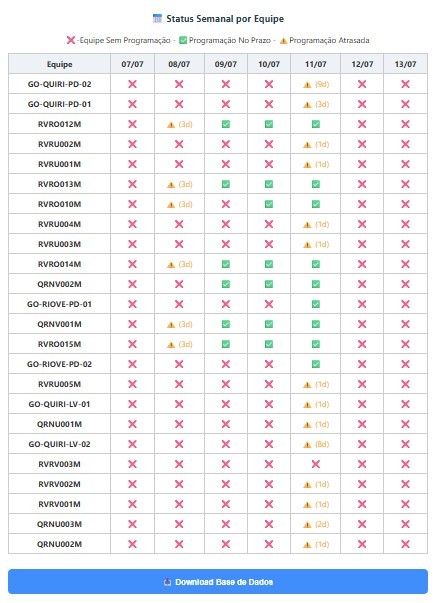 📅 Status Semanal por Equipe
❌ -Equipe Sem Programação - ✅ Programação No Prazo - ⚠️ Programação Atrasada
Equipe 07/07 08/07 09/07 10/07 11/07 12/07 13/07
GO-QUIRI-PD-02 ❌ ❌ ❌ ❌ ⚠️ (9d) ❌ ❌
GO-QUIRI-PD-01 ❌ ❌ ❌ ❌ ⚠️ (3d) ❌ ❌
RVRO012M ❌ ⚠️ (3d) ✅ ✅ ✅ ❌ ❌
RVRU002M ❌ ❌ ❌ ❌ ⚠️ (1d) ❌ ❌
RVRU001M ❌ ❌ ❌ ❌ ⚠️ (1d) ❌ ❌
RVRO013M ❌ ⚠️ (3d) ✅ ✅ ✅ ❌ ❌
RVRO010M ❌ ⚠️ (3d) ❌ ✅ ✅ ❌ ❌
RVRU004M ❌ ❌ ❌ ❌ ⚠️ (1d) ❌ ❌
RVRU003M ❌ ❌ ❌ ❌ ⚠️ (1d) ❌ ❌
RVRO014M ❌ ⚠️ (3d) ✅ ✅ ✅ ❌ ❌
QRNV002M ❌ ❌ ✅ ✅ ✅ ❌ ❌
GO-RIOVE-PD-01 ❌ ❌ ❌ ❌ ✅ ❌ ❌
QRNV001M ❌ ⚠️ (3d) ✅ ✅ ✅ ❌ ❌
RVRO015M ❌ ⚠️ (3d) ✅ ✅ ✅ ❌ ❌
GO-RIOVE-PD-02 ❌ ❌ ❌ ❌ ✅ ❌ ❌
RVRU005M ❌ ❌ ❌ ❌ ⚠️ (1d) ❌ ❌
GO-QUIRI-LV-01 ❌ ❌ ❌ ❌ ⚠️ (1d) ❌ ❌
QRNU001M ❌ ❌ ❌ ❌ ⚠️ (1d) ❌ ❌
GO-QUIRI-LV-02 ❌ ❌ ❌ ❌ ⚠️ (8d) ❌ ❌
RVRV003M ❌ ❌ ❌ ❌ ❌ ❌ ❌
RVRV002M ❌ ❌ ❌ ❌ ⚠️ (1d) ❌ ❌
RVRV001M ❌ ❌ ❌ ❌ ⚠️ (1d) ❌ ❌
QRNU003M ❌ ❌ ❌ ❌ ⚠️ (2d) ❌ ❌
QRNU002M ❌ ❌ ❌ ❌ ⚠️ (1d) ❌ ❌
Download Base de Dados